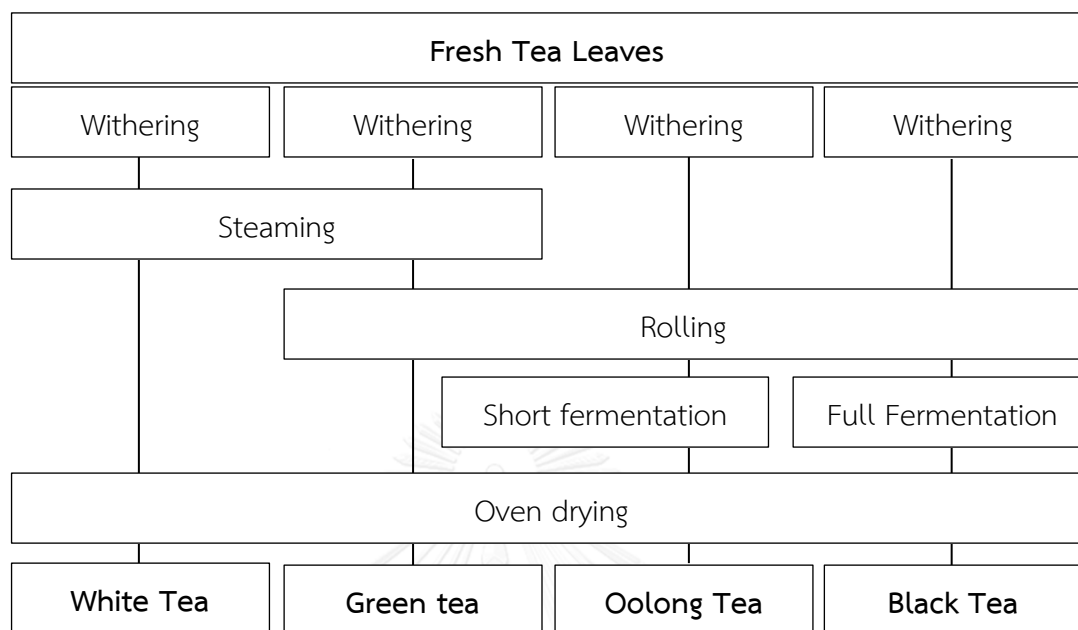 Fresh Tea Leaves
Withering
Withering
Withering
Withering
Steaming
Rolling
Short fermentation
Full Fermentation
Oven drying
White Tea
Green tea
Oolong Tea
Black Tea